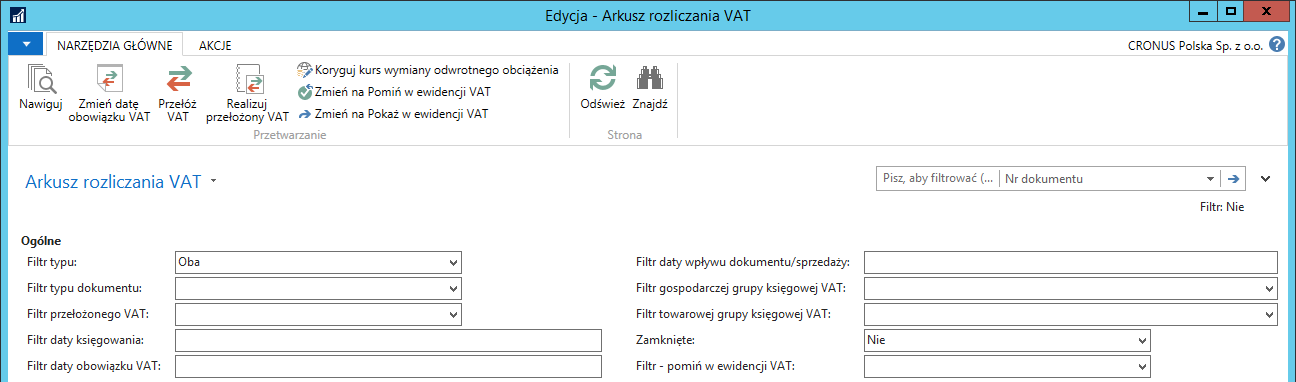 Edycja - Arkusz rozliczania VAT
NARZĘDZIA GŁÓWNE AKCJE CRONUS Polska Sp. z o.o.
Nawiguj
Zmień datę
obowiązku VAT
Przełóż
VAT
Realizuj
przełożony VAT
Koryguj kurs wymiany odwrotnego obciążenia
Zmień na Pomiń w ewidencji VAT
Zmień na Pokaż w ewidencji VAT
Przetwarzanie
Odśwież
Znajdź
Strona
Arkusz rozliczania VAT
Pisz, aby filtrować (... Nr dokumentu
Filtr: Nie
Ogólne
Filtr typu: Oba
Filtr typu dokumentu:
Filtr przełożonego VAT:
Filtr daty księgowania:
Filtr daty obowiązku VAT:
Filtr daty wpływu dokumentu/sprzedaży:
Filtr gospodarczej grupy księgowej VAT:
Filtr towarowej grupy księgowej VAT:
Zamknięte: Nie
Filtr - pomiń w ewidencji VAT: